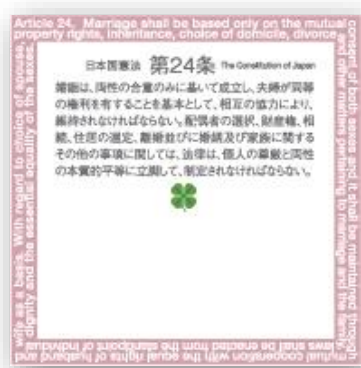 Article 24. Marriage shall be based only on the mutual
property rights, inheritance, choice of domicile, divorce
consent of both sexes and it shall be maintained through
and other matters pertaining to marriage and the family,
mutual cooperation with the equal rights of husband and
laws shall be enacted from the standpoint of individual
wife as a basis. With regard to choice of spouse,
dignity and the essential equality of the sexes.
日本国憲法 第24条 The Constitution of Japan
婚姻は、両性の合意のみに基いて成立し、夫婦が同等
の権利を有することを基本として、相互の協力により、
維持されなければならない。配偶者の選択、財産権、相
続、住居の選定、離婚並びに婚姻及び家族に関する
その他の事項に関しては、法律は、個人の尊厳と両性
の本質的平等に立脚して、制定されなければならない。